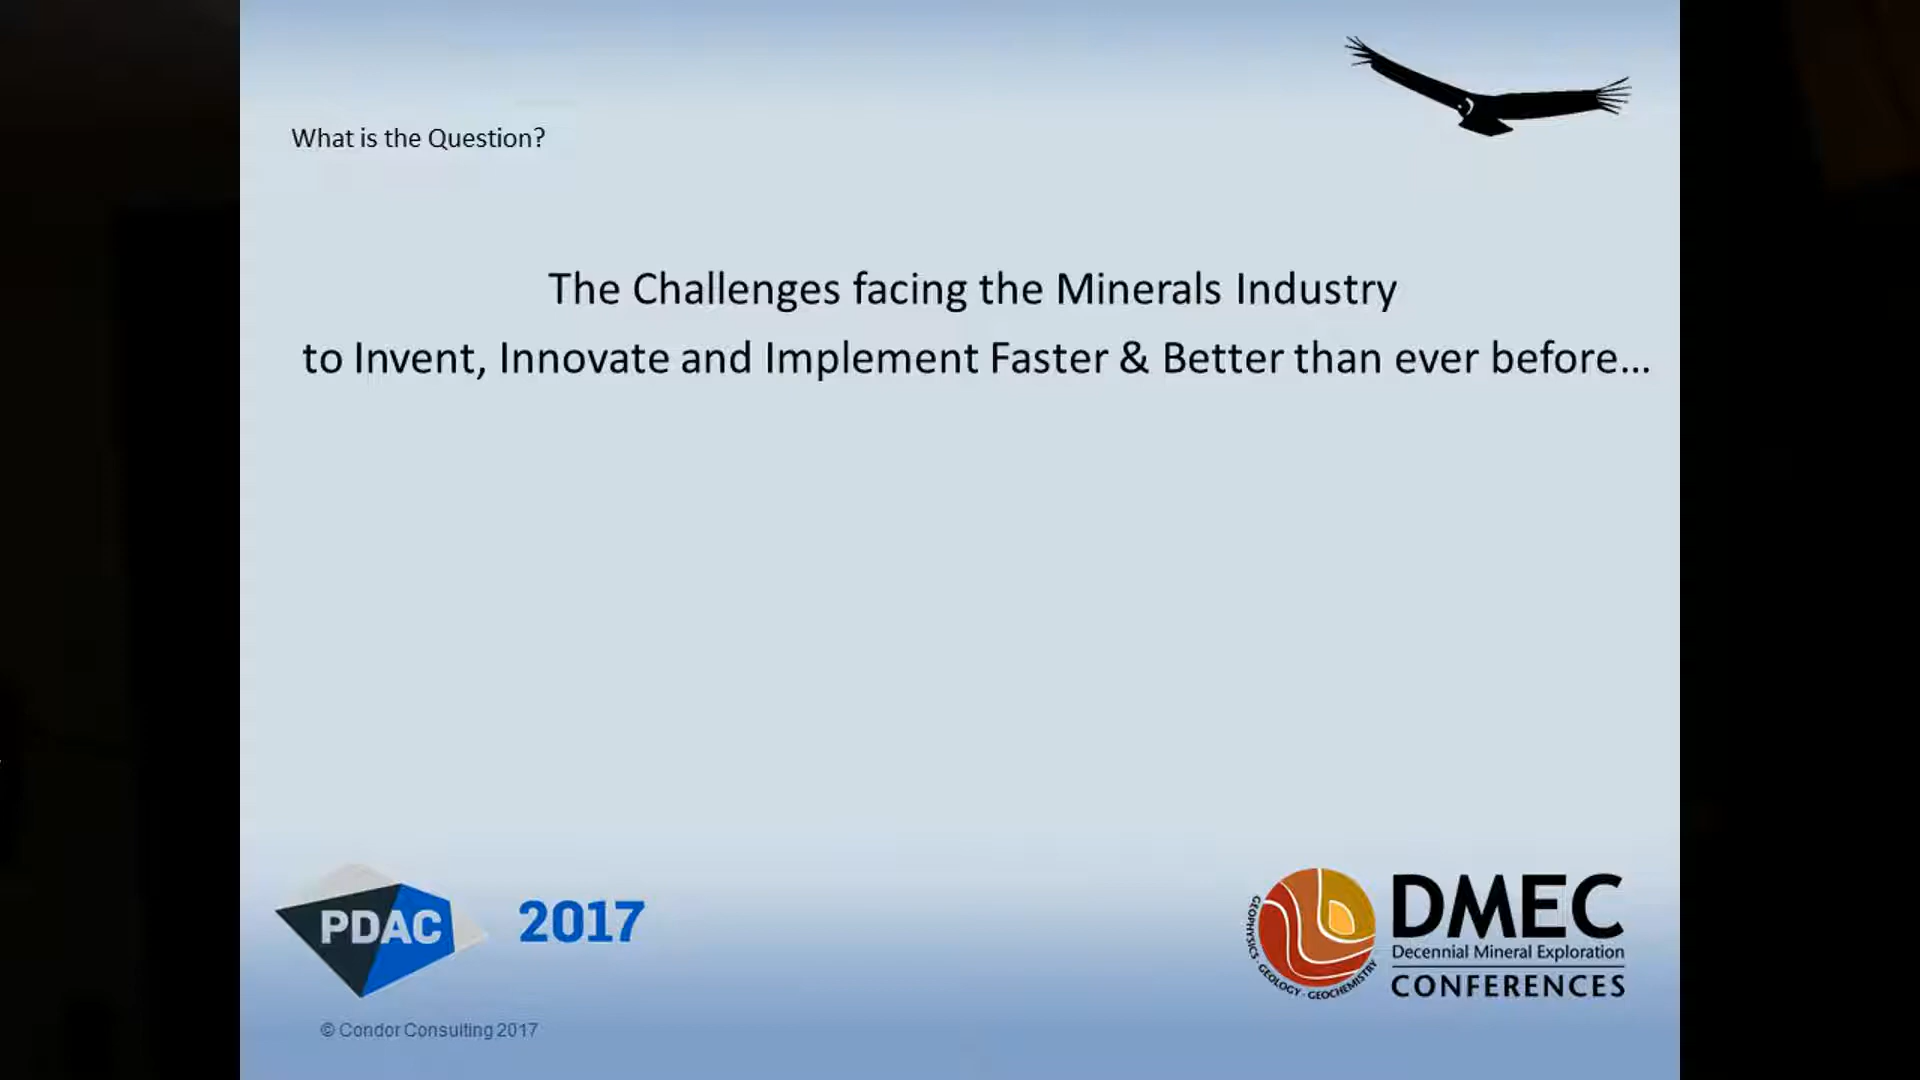 What is the Question?
The Challenges facing the Minerals Industry
to Invent, Innovate and Implement Faster & Better than ever before...
PDAC
2017
GEOPHYSICS · GEOLOGY · GEOCHEMISTRY
DMEC
Decennial Mineral Exploration
CONFERENCES
© Condor Consulting 2017